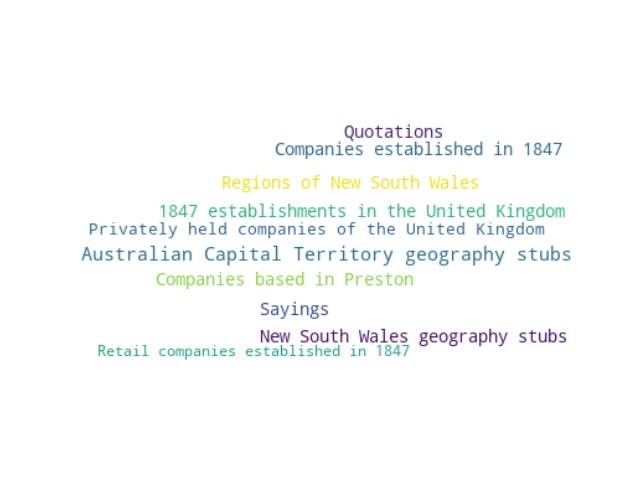 Quotations
Companies established in 1847
Regions of New South Wales
1847 establishments in the United Kingdom
Privately held companies of the United Kingdom
Australian Capital Territory geography stubs
Companies based in Preston
Sayings
New South Wales geography stubs
Retail companies established in 1847